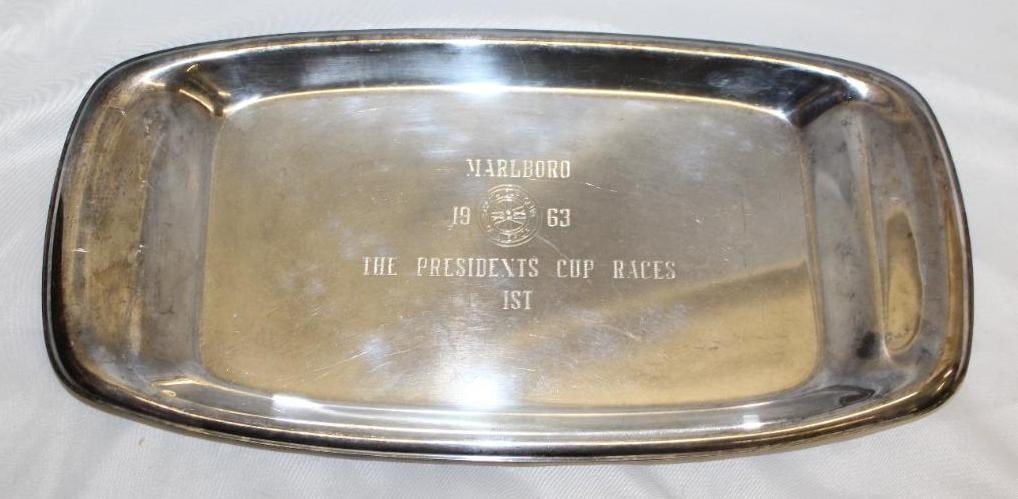 MARLBORO
19 63
THE PRESIDENTS CUP RACES
1ST